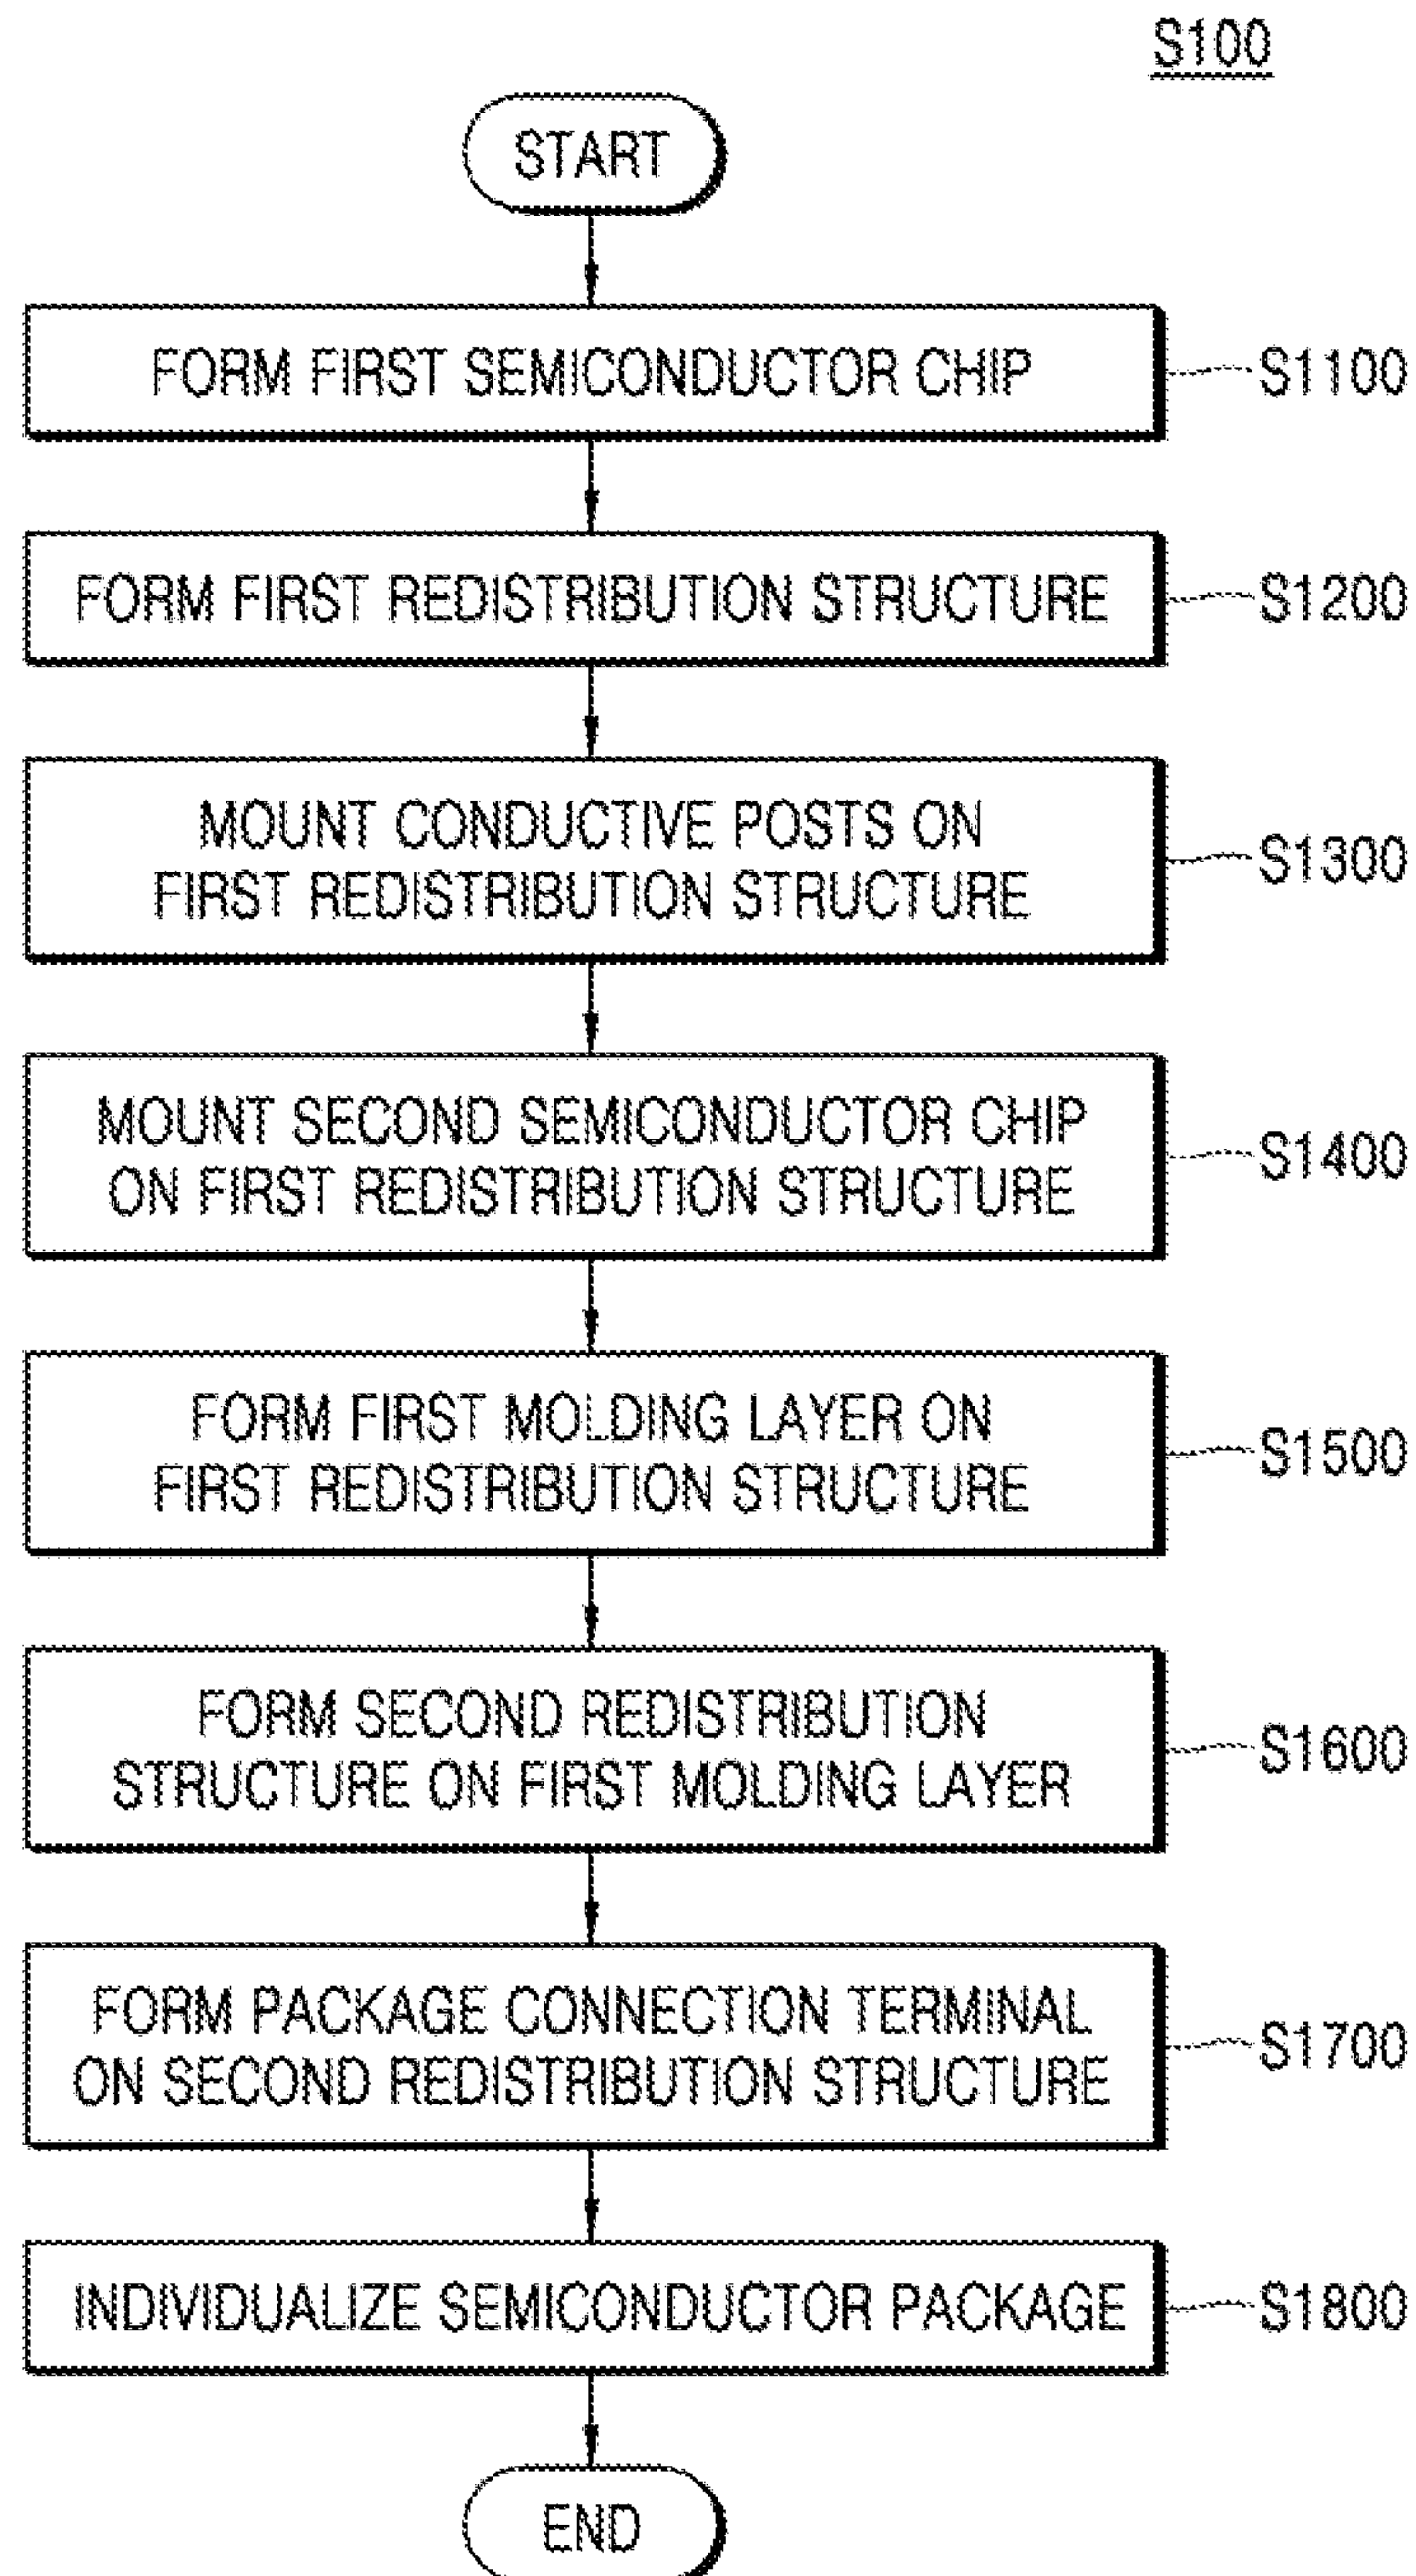 S100
START
FORM FIRST SEMICONDUCTOR CHIP
S1100
FORM FIRST REDISTRIBUTION STRUCTURE
S1200
MOUNT CONDUCTIVE POSTS ON
FIRST REDISTRIBUTION STRUCTURE
S1300
MOUNT SECOND SEMICONDUCTOR CHIP
ON FIRST REDISTRIBUTION STRUCTURE
S1400
FORM FIRST MOLDING LAYER ON
FIRST REDISTRIBUTION STRUCTURE
S1500
FORM SECOND REDISTRIBUTION
STRUCTURE ON FIRST MOLDING LAYER
S1600
FORM PACKAGE CONNECTION TERMINAL
ON SECOND REDISTRIBUTION STRUCTURE
S1700
INDIVIDUALIZE SEMICONDUCTOR PACKAGE
S1800
END